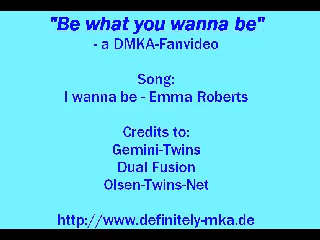 "Be what you wanna be"
- a DMKA-Fanvideo
Song:
I wanna be - Emma Roberts
Credits to:
Gemini-Twins
Dual Fusion
Olsen-Twins-Net
http://www.definitely-mka.de